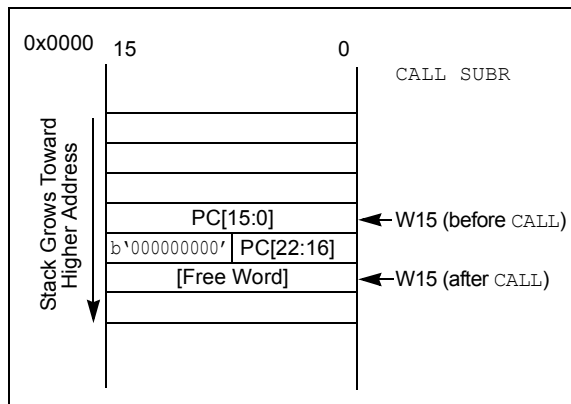 0x0000
15 0
CALL SUBR
Stack Grows Toward
Higher Address
PC[15:0]
W15 (before CALL)
b‘000000000’ PC[22:16]
[Free Word]
W15 (after CALL)